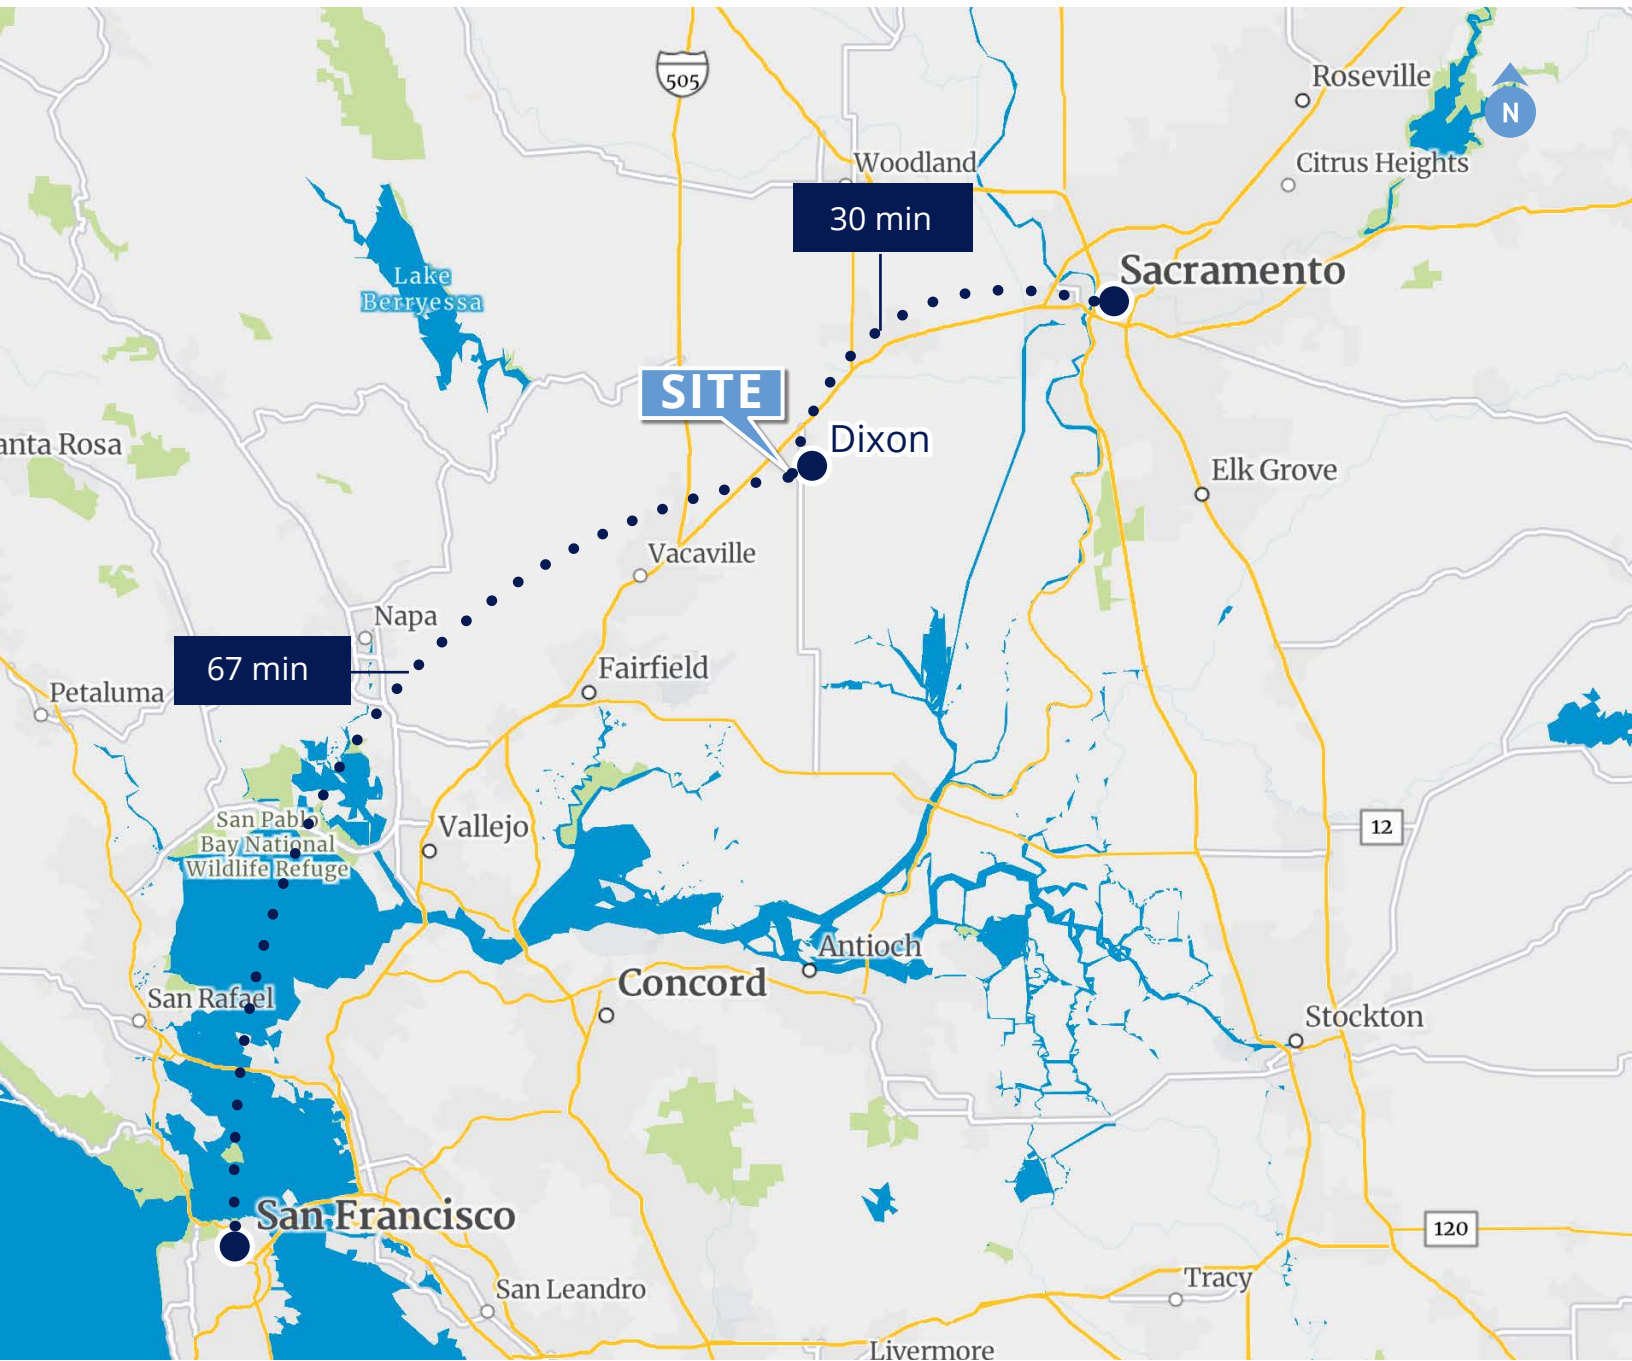 505
Roseville
N
Woodland
Citrus Heights
30 min
Sacramento
Lake
Berryessa
SITE
Dixon
anta Rosa
Elk Grove
Vacaville
Napa
67 min
Fairfield
Petaluma
San Pablo
Bay National
Wildlife Refuge
Vallejo
12
Antioch
Concord
San Rafael
Stockton
San Francisco
120
Tracy
San Leandro
Livermore